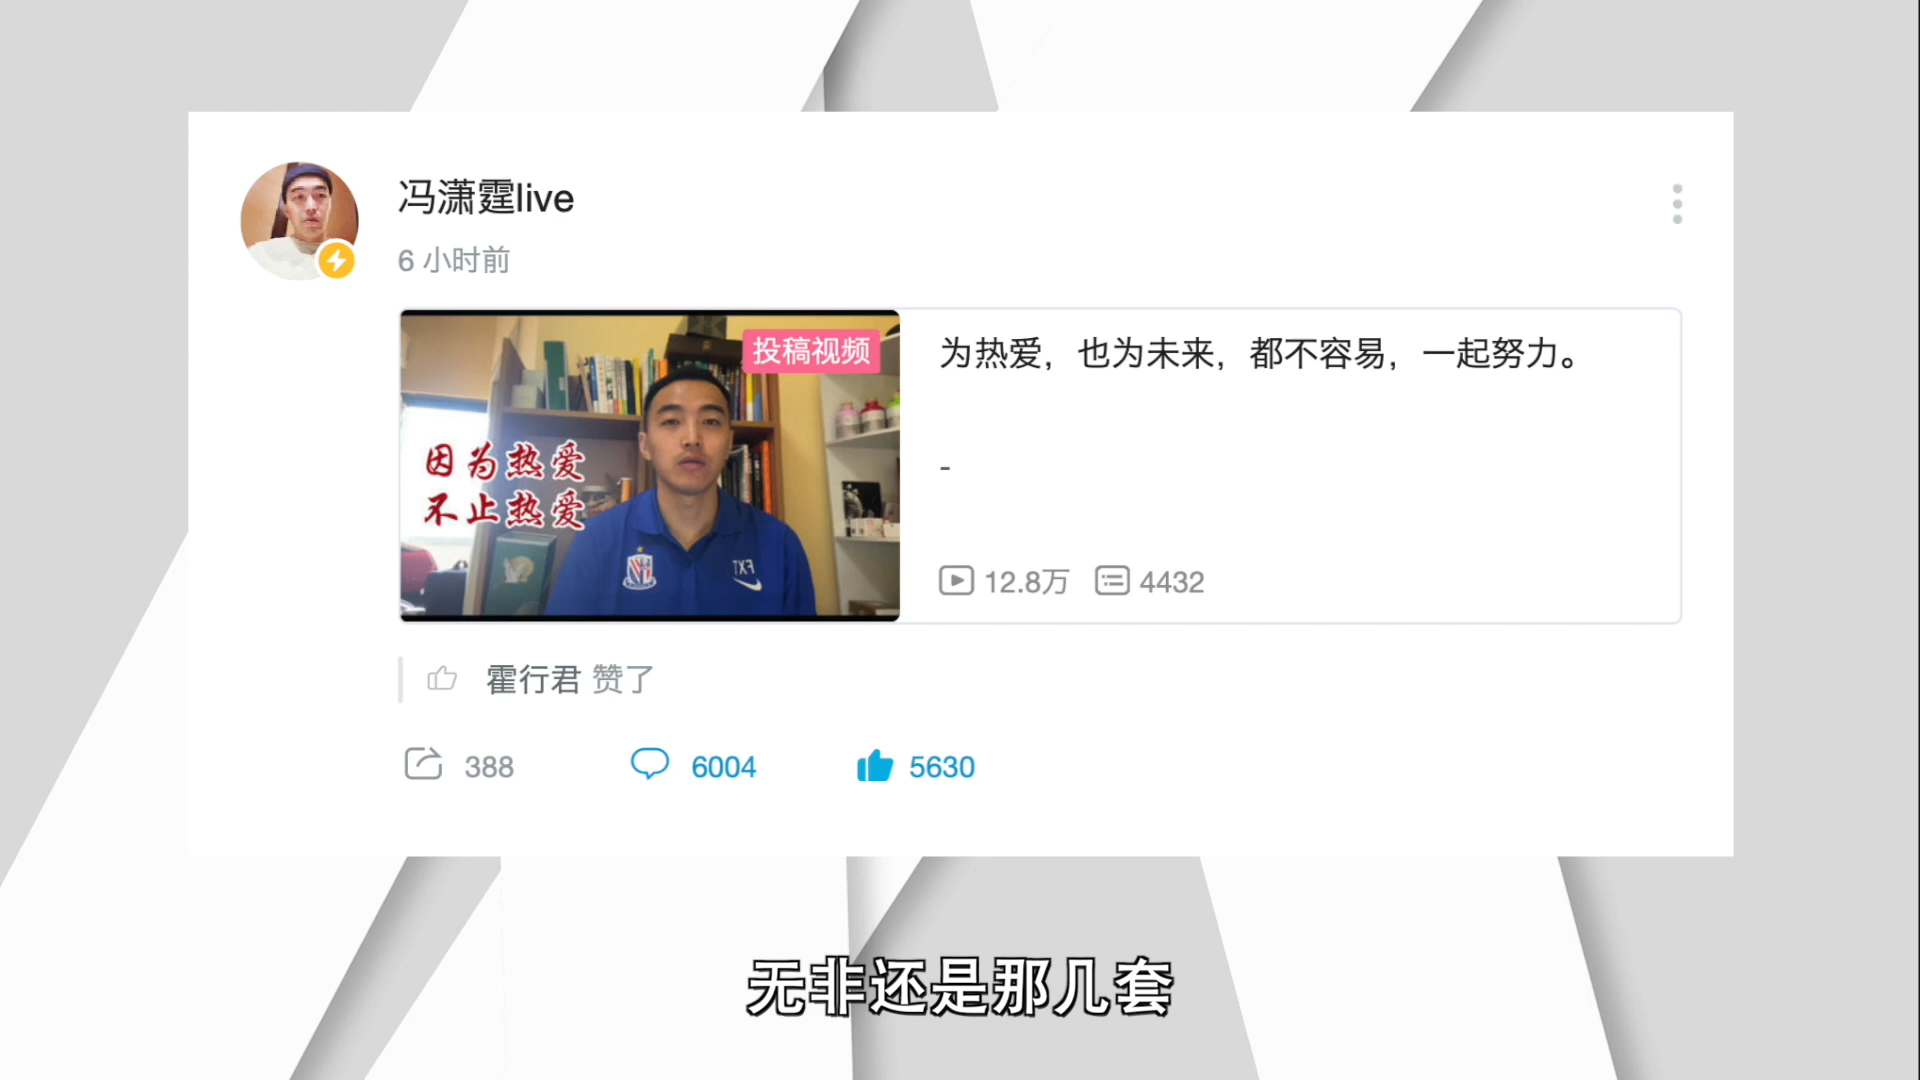 冯潇霆live
6 小时前
投稿视频
因为热爱
不止热爱
FXT
为热爱，也为未来，都不容易，一起努力。
-
12.8万 4432
霍行君 赞了
388 6004 5630
无非还是那几套